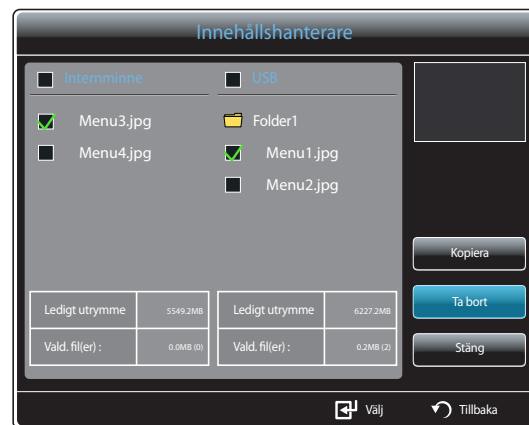 Innehållshanterare
Internminne
USB
Menu3.jpg
Folder1
Menu4.jpg
Menu1.jpg
Menu2.jpg
Kopiera
Ledigt utrymme 5549.2MB
Ledigt utrymme 6227.2MB
Ta bort
Vald. fil(er) : 0.0MB (0)
Vald. fil(er) : 0.2MB (2)
Stäng
Välj
Tillbaka